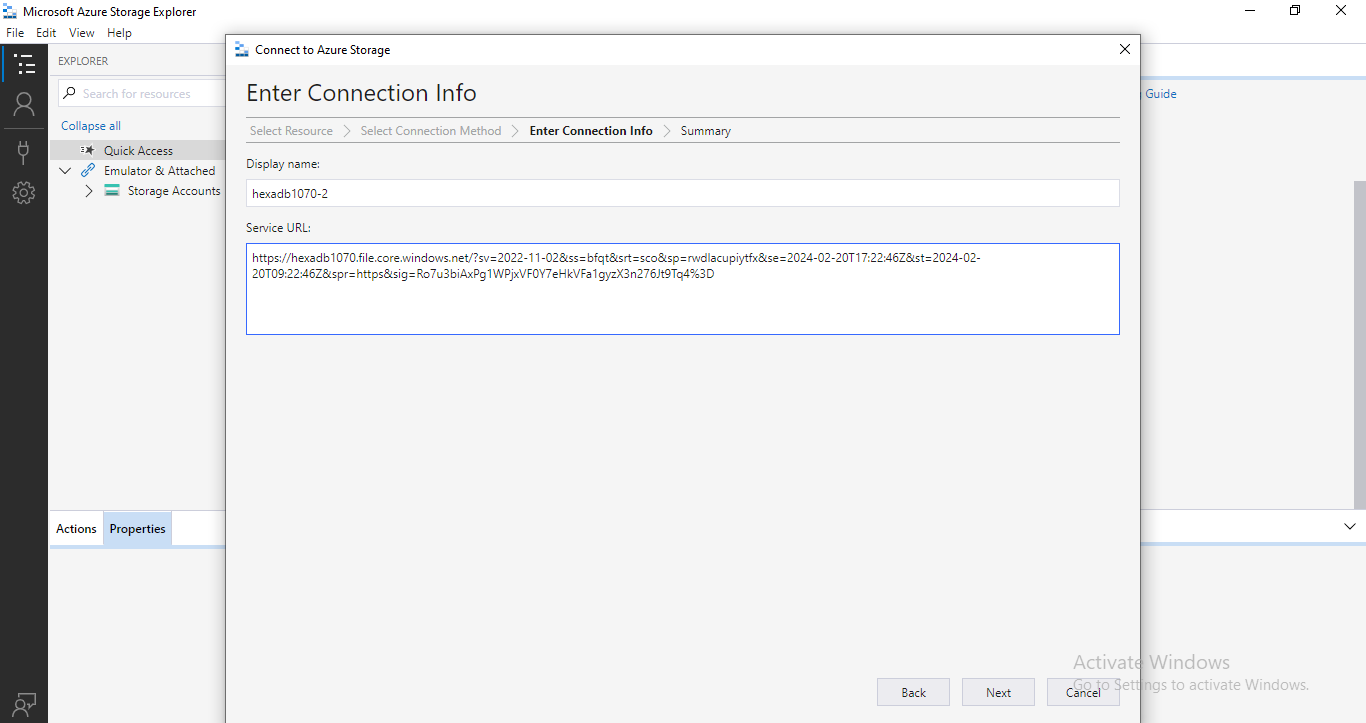 Microsoft Azure Storage Explorer
File Edit View Help
EXPLORER
Search for resources
Collapse all
Quick Access
Emulator & Attached
Storage Accounts
Actions Properties
Connect to Azure Storage
Enter Connection Info
Select Resource Select Connection Method Enter Connection Info Summary
Display name:
hexadb1070-2
Service URL:
https://hexadb1070.file.core.windows.net/?sv=2022-11-02&ss=bfqt&srt=sco&sp=rwdlacupiytfx&se=2024-02-20T17:22:46Z&st=2024-02-
20T09:22:46Z&spr=https&sig=Ro7u3biAxPg1WPjxVF0Y7eHkVFa1gyzX3n276Jt9Tq4%3D
Back Next Cancel
Guide
Activate Windows
Go to Settings to activate Windows.